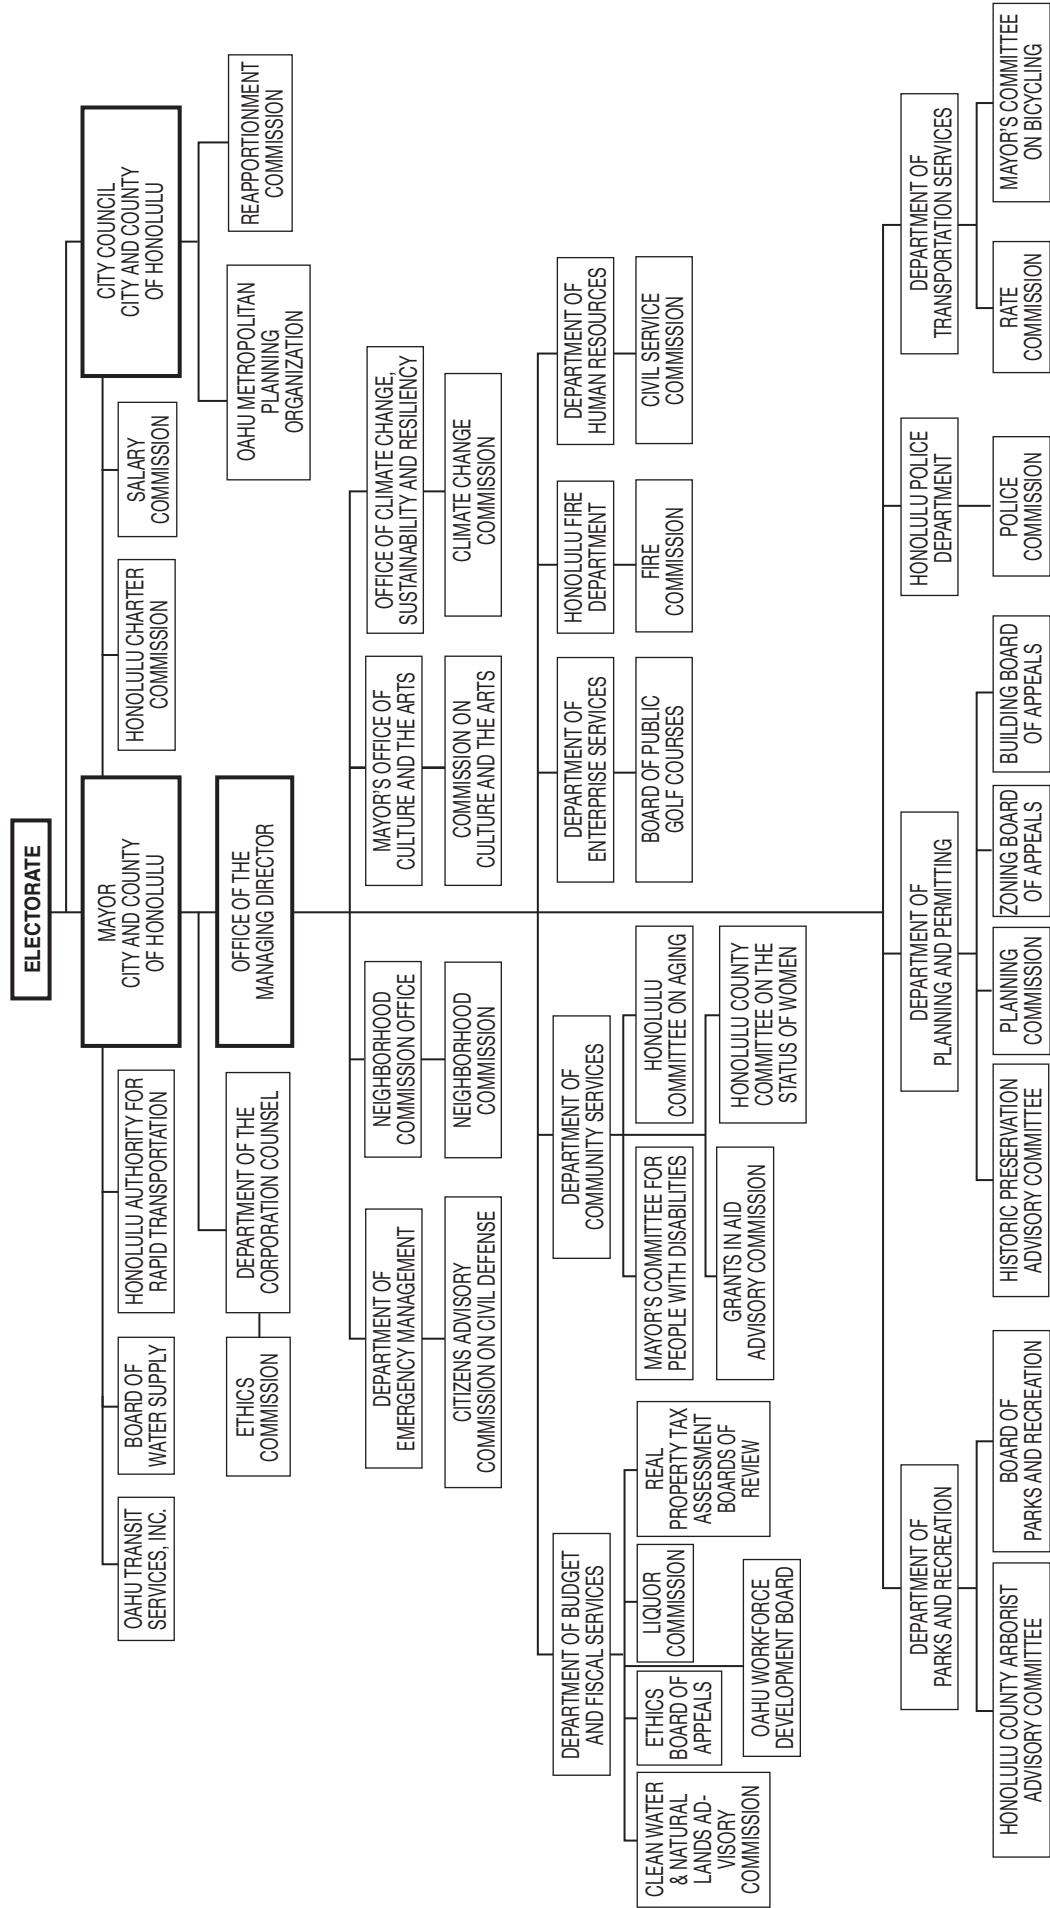 ELECTORATE
MAYOR
CITY AND COUNTY
OF HONOLULU
CITY COUNCIL
CITY AND COUNTY
OF HONOLULU
OAHU TRANSIT
SERVICES, INC.
BOARD OF
WATER SUPPLY
HONOLULU AUTHORITY FOR
RAPID TRANSPORTATION
HONOLULU CHARTER
COMMISSION
SALARY
COMMISSION
ETHICS
COMMISSION
DEPARTMENT OF THE
CORPORATION COUNSEL
OFFICE OF THE
MANAGING DIRECTOR
OAHU METROPOLITAN
PLANNING
ORGANIZATION
REAPPORTIONMENT
COMMISSION
DEPARTMENT OF
EMERGENCY MANAGEMENT
NEIGHBORHOOD
COMMISSION OFFICE
MAYOR'S OFFICE OF
CULTURE AND THE ARTS
OFFICE OF CLIMATE CHANGE,
SUSTAINABILITY AND RESILIENCY
CITIZENS ADVISORY
COMMISSION ON CIVIL DEFENSE
NEIGHBORHOOD
COMMISSION
COMMISSION ON
CULTURE AND THE ARTS
CLIMATE CHANGE
COMMISSION
DEPARTMENT OF BUDGET
AND FISCAL SERVICES
DEPARTMENT OF
COMMUNITY SERVICES
DEPARTMENT OF
ENTERPRISE SERVICES
HONOLULU FIRE
DEPARTMENT
DEPARTMENT OF
HUMAN RESOURCES
CLEAN WATER
& NATURAL
LANDS AD-
VISORY
COMMISSION
ETHICS
BOARD OF
APPEALS
LIQUOR
COMMISSION
REAL
PROPERTY TAX
ASSESSMENT
BOARDS OF
REVIEW
OAHU WORKFORCE
DEVELOPMENT BOARD
MAYOR'S COMMITTEE FOR
PEOPLE WITH DISABILITIES
HONOLULU
COMMITTEE ON AGING
GRANTS IN AID
ADVISORY COMMISSION
HONOLULU COUNTY
COMMITTEE ON THE
STATUS OF WOMEN
BOARD OF PUBLIC
GOLF COURSES
FIRE
COMMISSION
CIVIL SERVICE
COMMISSION
DEPARTMENT OF
PARKS AND RECREATION
DEPARTMENT OF
PLANNING AND PERMITTING
HONOLULU POLICE
DEPARTMENT
DEPARTMENT OF
TRANSPORTATION SERVICES
HONOLULU COUNTY ARBORIST
ADVISORY COMMITTEE
BOARD OF
PARKS AND RECREATION
HISTORIC PRESERVATION
ADVISORY COMMITTEE
PLANNING
COMMISSION
ZONING BOARD
OF APPEALS
BUILDING BOARD
OF APPEALS
POLICE
COMMISSION
RATE
COMMISSION
MAYOR'S COMMITTEE
ON BICYCLING